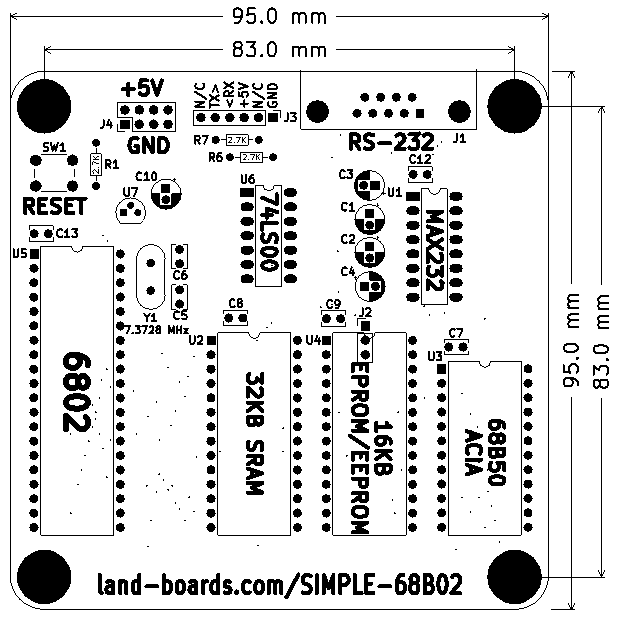 95.0 mm
83.0 mm
+5V
J4
GND
N/C
TX>
<RX
+5V
N/C
GND
J3
RS-232
J1
R7
2.7K
R6
2.7K
SW1
2.7K
R1
RESET
C10
U7
U6
74LS00
C3
C1
C2
C4
C12
U1
MAX232
C13
U5
6802
C6
C5
Y1
7.3728 MHz
C8
U2
32KB SRAM
C9
J2
U4
16KB
EPROM/EEPROM
C7
U3
68B50
ACIA
95.0 mm
83.0 mm
land-boards.com/SIMPLE-68B02